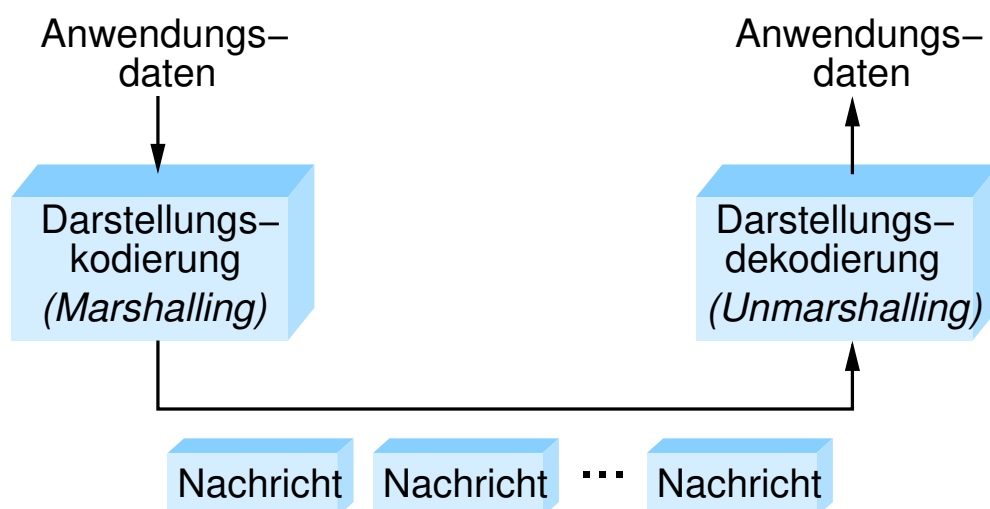 Anwendungs–
daten
Anwendungs–
daten
Darstellungs–
kodierung
(Marshalling)
Darstellungs–
dekodierung
(Unmarshalling)
Nachricht Nachricht ... Nachricht